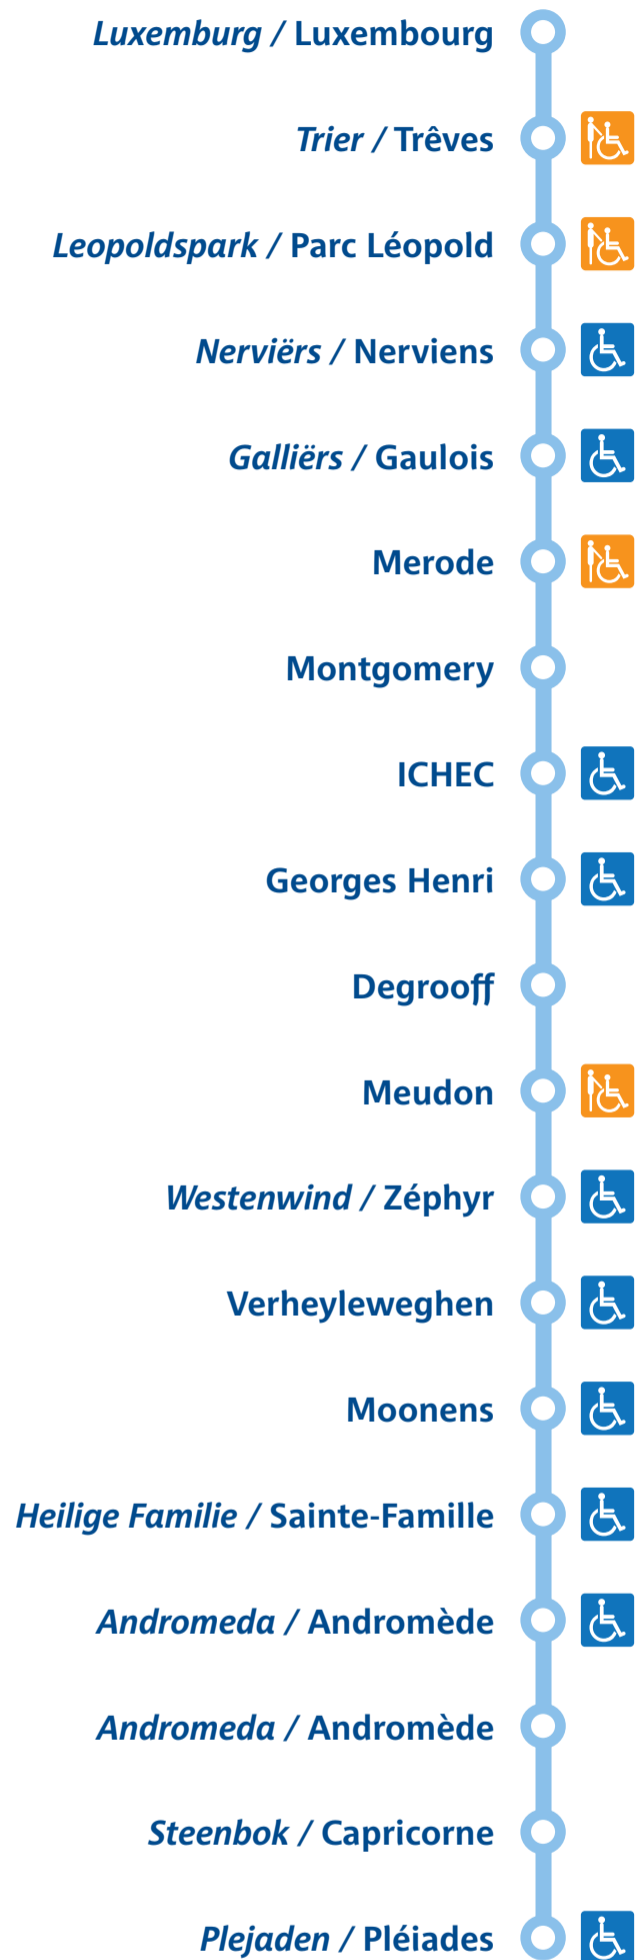 Luxemburg / Luxembourg
Trier / Trêves
Leopoldspark / Parc Léopold
Nerviërs / Nerviens
Galliërs / Gaulois
Merode
Montgomery
ICHEC
Georges Henri
Degrooff
Meudon
Westenwind / Zéphyr
Verheyleweghen
Moonens
Heilige Familie / Sainte-Famille
Andromeda / Andromède
Andromeda / Andromède
Steenbok / Capricorne
Plejaden / Pléiades